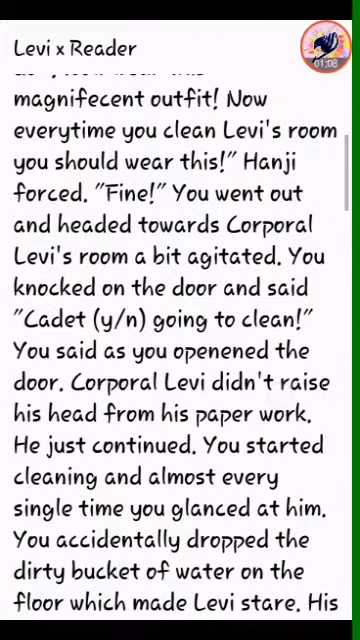 Levi x Reader
01:08
magnifecent outfit! Now
everytime you clean Levi's room
you should wear this!" Hanji
forced. "Fine!" You went out
and headed towards Corporal
Levi's room a bit agitated. You
knocked on the door and said
"Cadet (y/n) going to clean!"
You said as you openened the
door. Corporal Levi didn't raise
his head from his paper work.
He just continued. You started
cleaning and almost every
single time you glanced at him.
You accidentally dropped the
dirty bucket of water on the
floor which made Levi stare. His